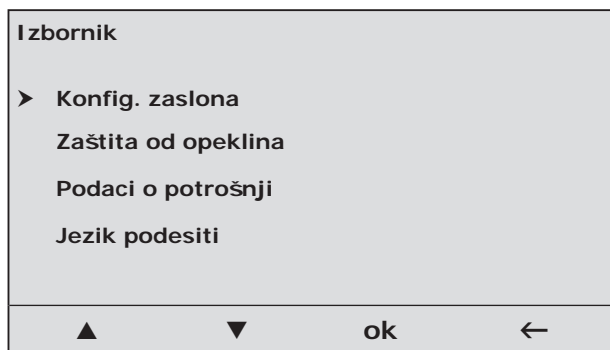 Izbornik
➤ Konfig. zaslona
Zaštita od opeklina
Podaci o potrošnji
Jezik podesiti
▲ ▼ ok ←